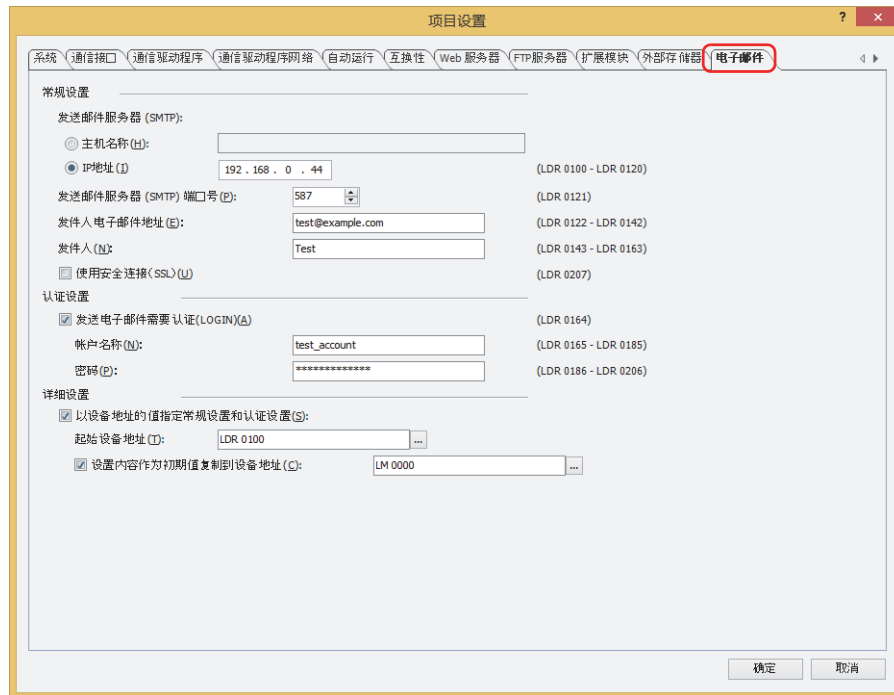 项目设置
? ×
系统 通信接口 通信驱动程序 通信驱动程序网络 自动运行 互换性 Web 服务器 FTP服务器 扩展模块 外部存储器 电子邮件
常规设置
发送邮件服务器 (SMTP):
主机名称(H):
IP地址(I) 192 . 168 . 0 . 44 (LDR 0100 - LDR 0120)
发送邮件服务器 (SMTP) 端口号(P): 587 (LDR 0121)
发件人电子邮件地址(E): test@example.com (LDR 0122 - LDR 0142)
发件人(N): Test (LDR 0143 - LDR 0163)
使用安全连接(SSL)(U) (LDR 0207)
认证设置
发送电子邮件需要认证(LOGIN)(A) (LDR 0164)
帐户名称(N): test_account (LDR 0165 - LDR 0185)
密码(P): ************* (LDR 0186 - LDR 0206)
详细设置
以设备地址的值指定常规设置和认证设置(S):
起始设备地址(T): LDR 0100 ...
设置内容作为初期值复制到设备地址(C): LM 0000 ...
确定 取消